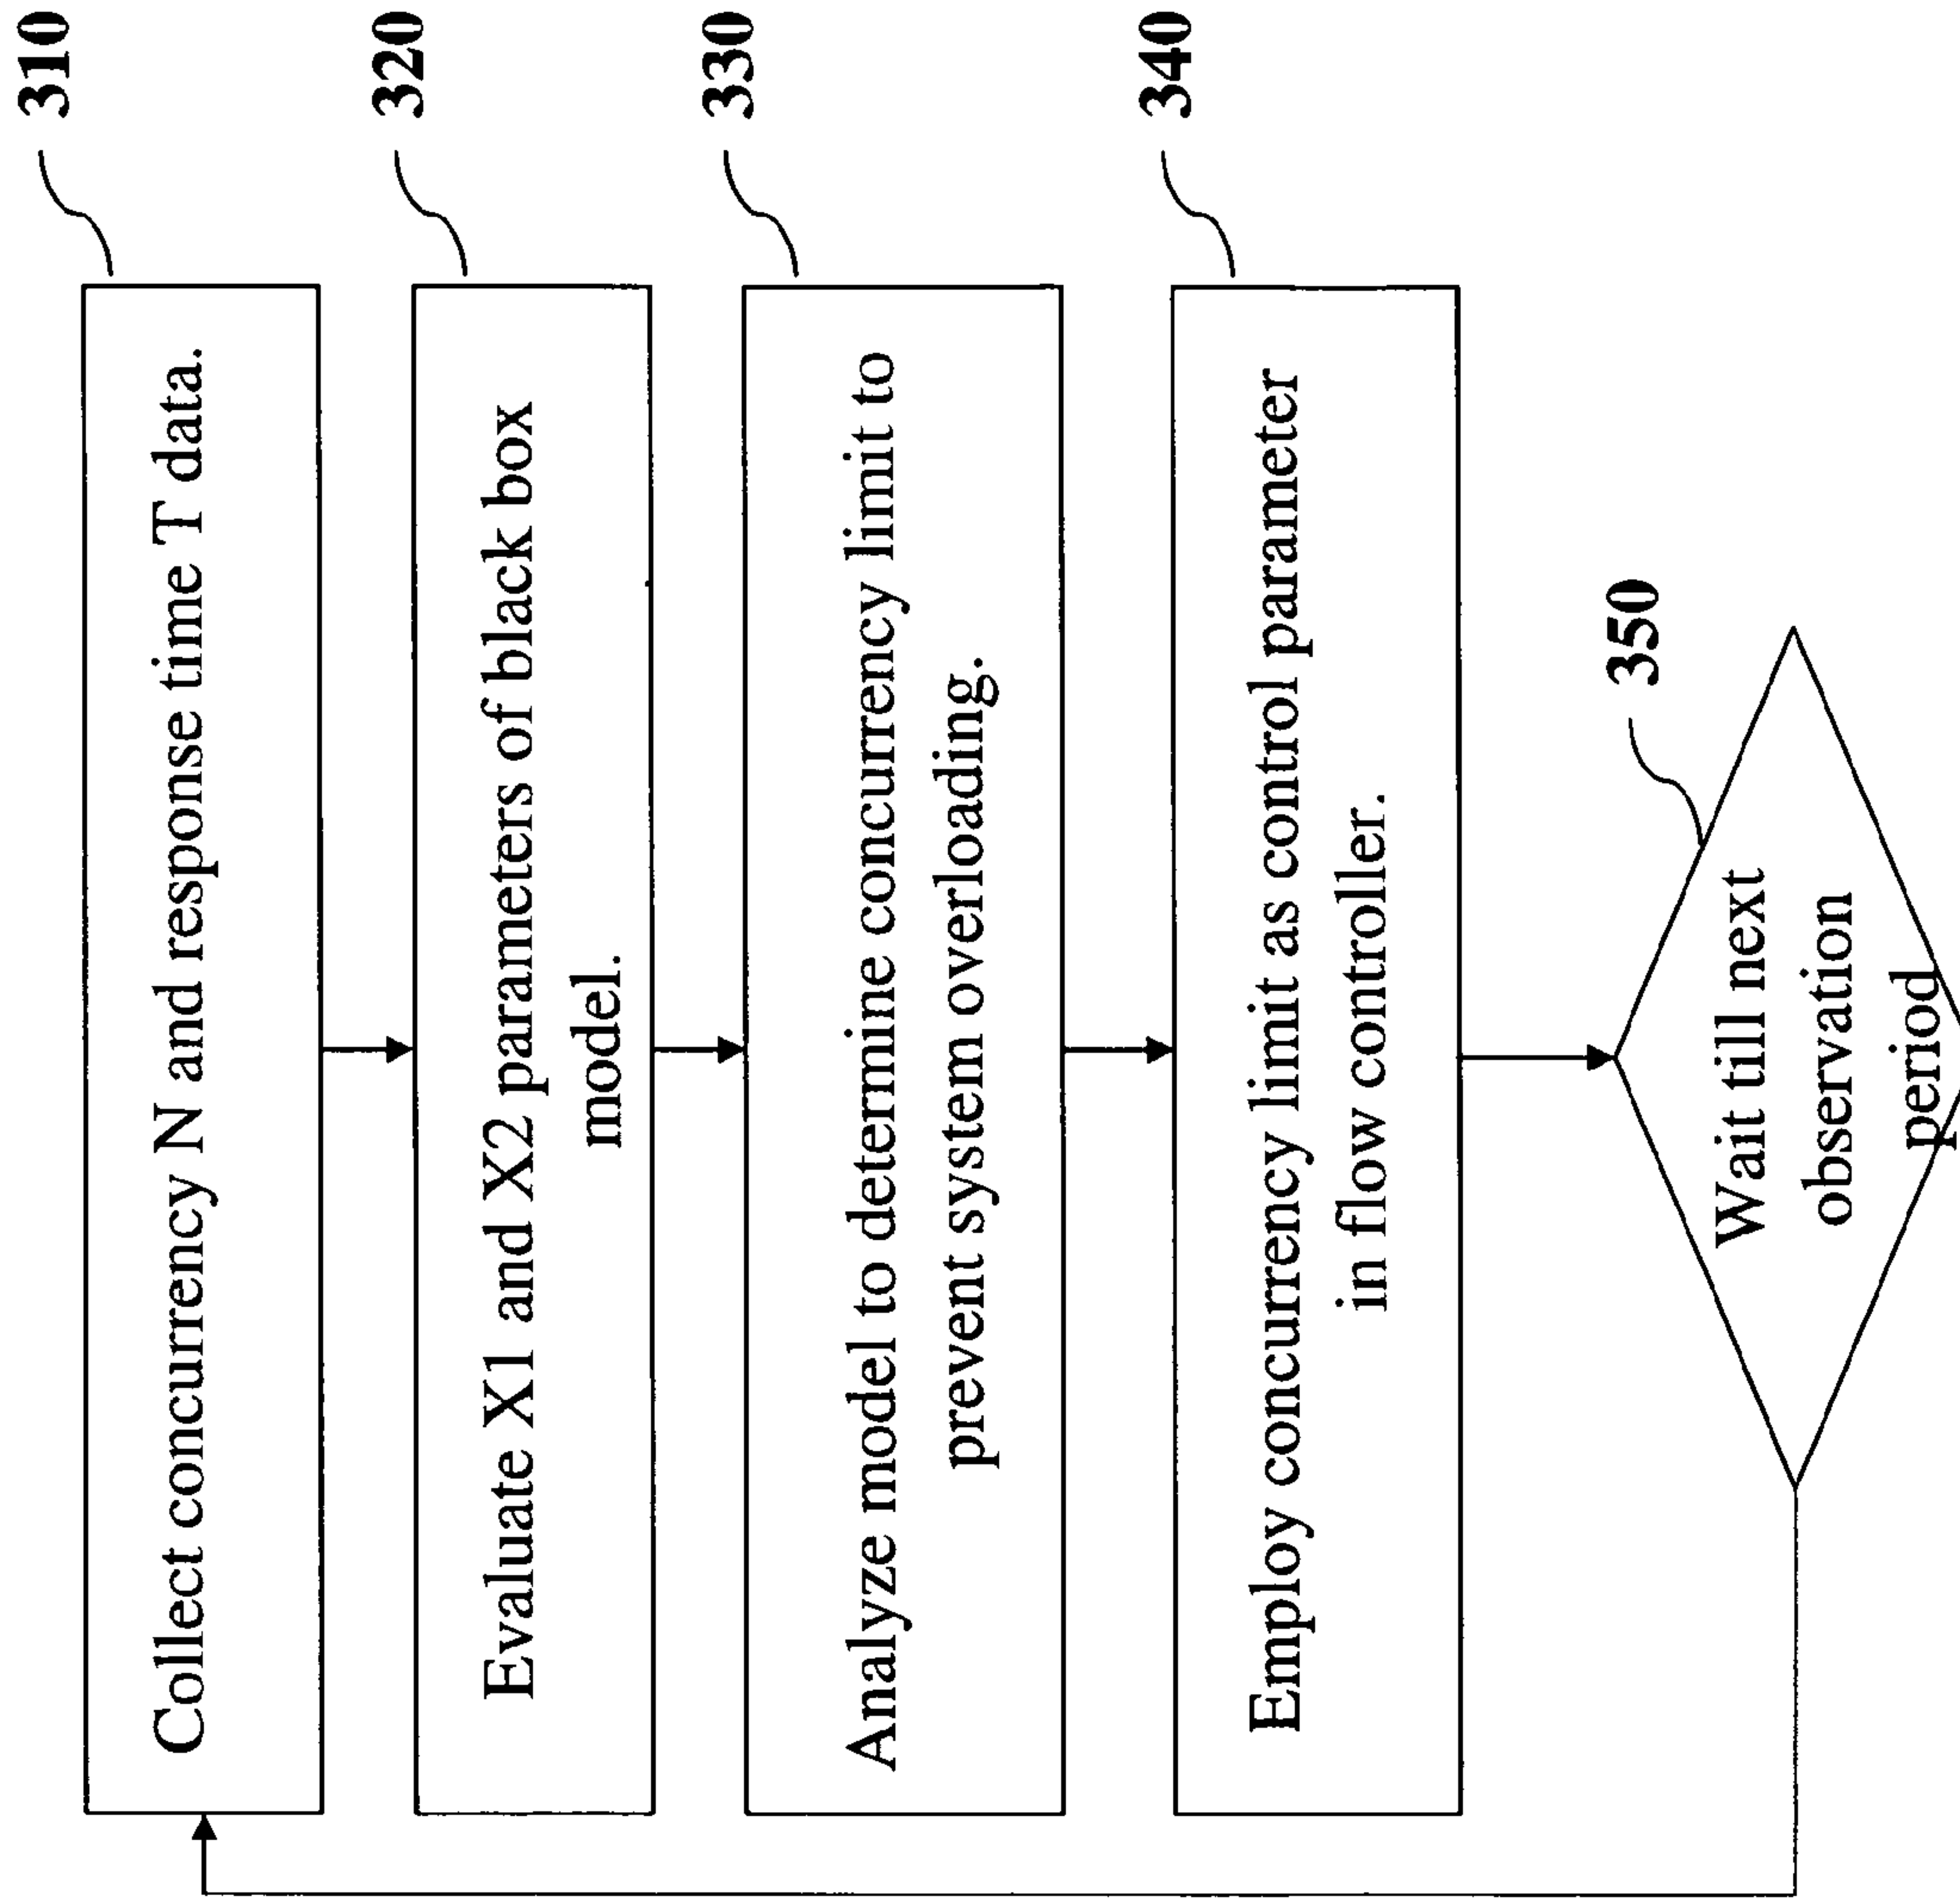 310
Collect concurrency N and response time T data.
320
Evaluate X1 and X2 parameters of black box
model.
330
Analyze model to determine concurrency limit to
prevent system overloading.
340
Employ concurrency limit as control parameter
in flow controller.
350
Wait till next
observation
period